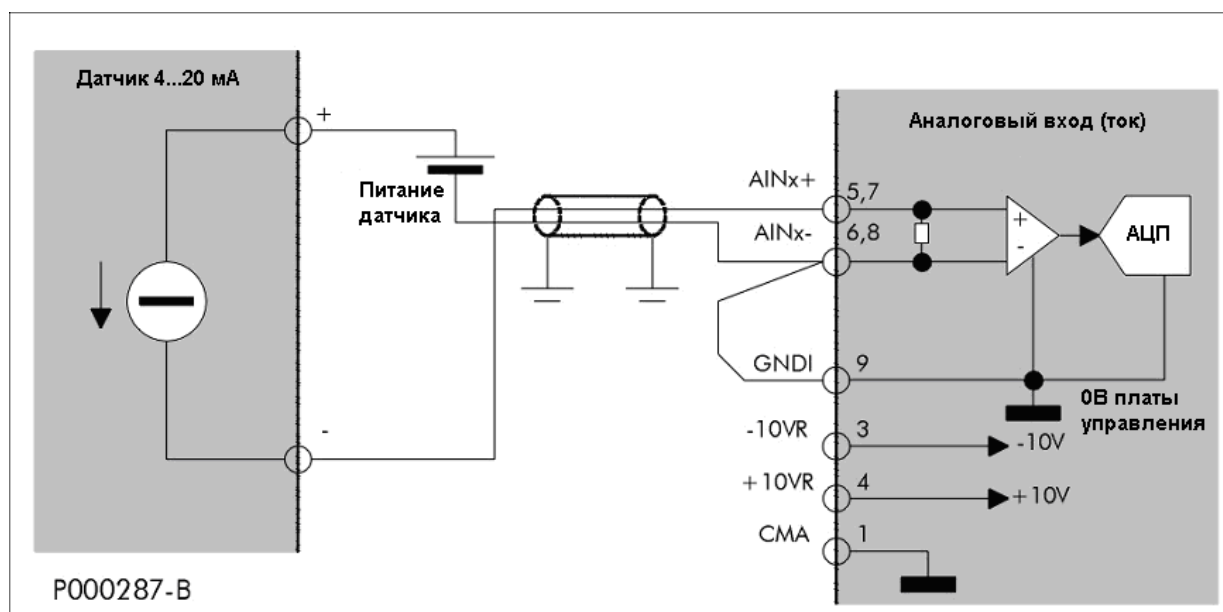 Датчик 4...20 мА
+
-
Питание
датчика
Аналоговый вход (ток)
AINx+
5,7
AINx-
6,8
+
-
АЦП
GNDI
9
0В платы
управления
-10VR
3
-10V
+10VR
4
+10V
CMA
1
P000287-B